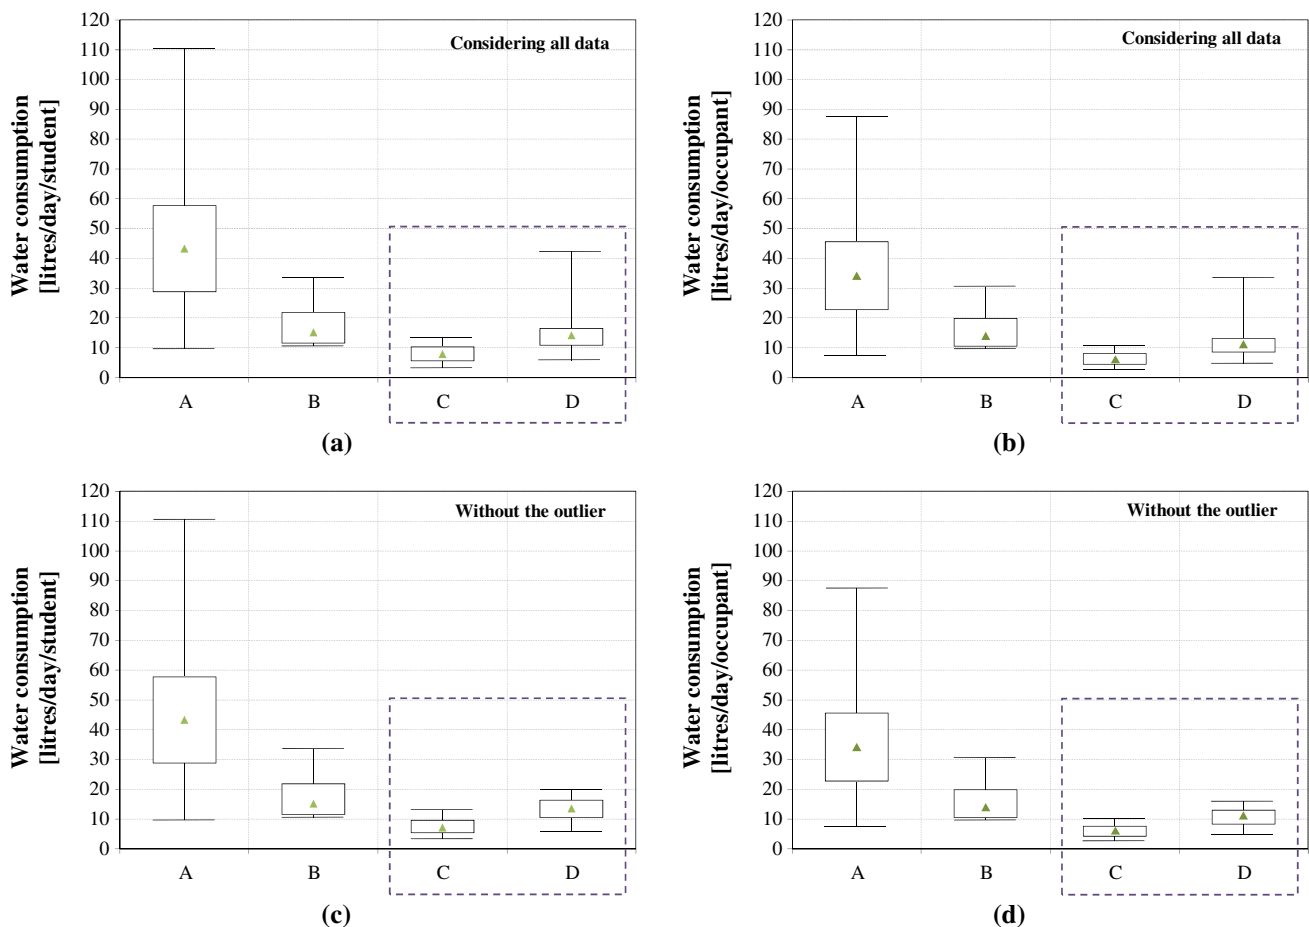 Water consumption
[litres/day/student]
120
110
100
90
80
70
60
50
40
30
20
10
0
Considering all data
A B C D
(a)
Water consumption
[litres/day/occupant]
120
110
100
90
80
70
60
50
40
30
20
10
0
Considering all data
A B C D
(b)
Water consumption
[litres/day/student]
120
110
100
90
80
70
60
50
40
30
20
10
0
Without the outlier
A B C D
(c)
Water consumption
[litres/day/occupant]
120
110
100
90
80
70
60
50
40
30
20
10
0
Without the outlier
A B C D
(d)